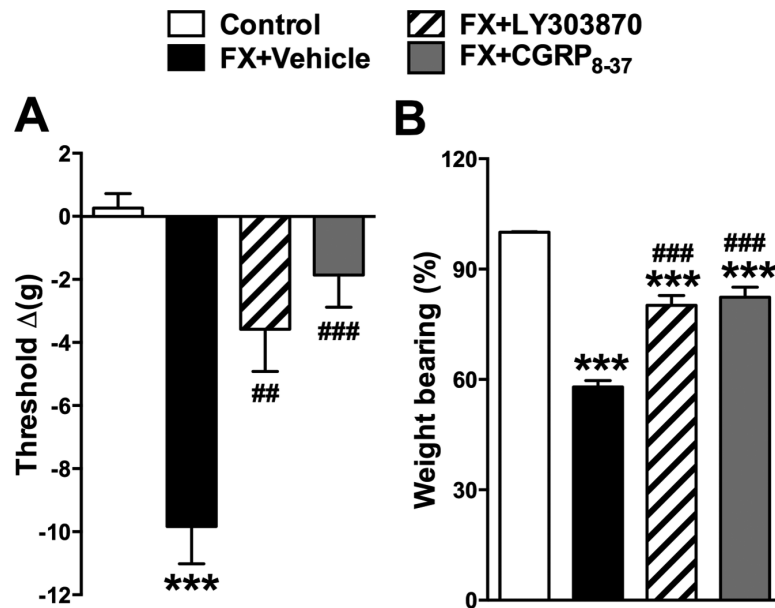 Control
FX+Vehicle
FX+LY303870
FX+CGRP8-37
A
Threshold Δ(g)
2
0
-2
-4
-6
-8
-10
-12
***
##
###
B
Weight bearing (%)
120
90
60
30
0
***
###
***
###
***